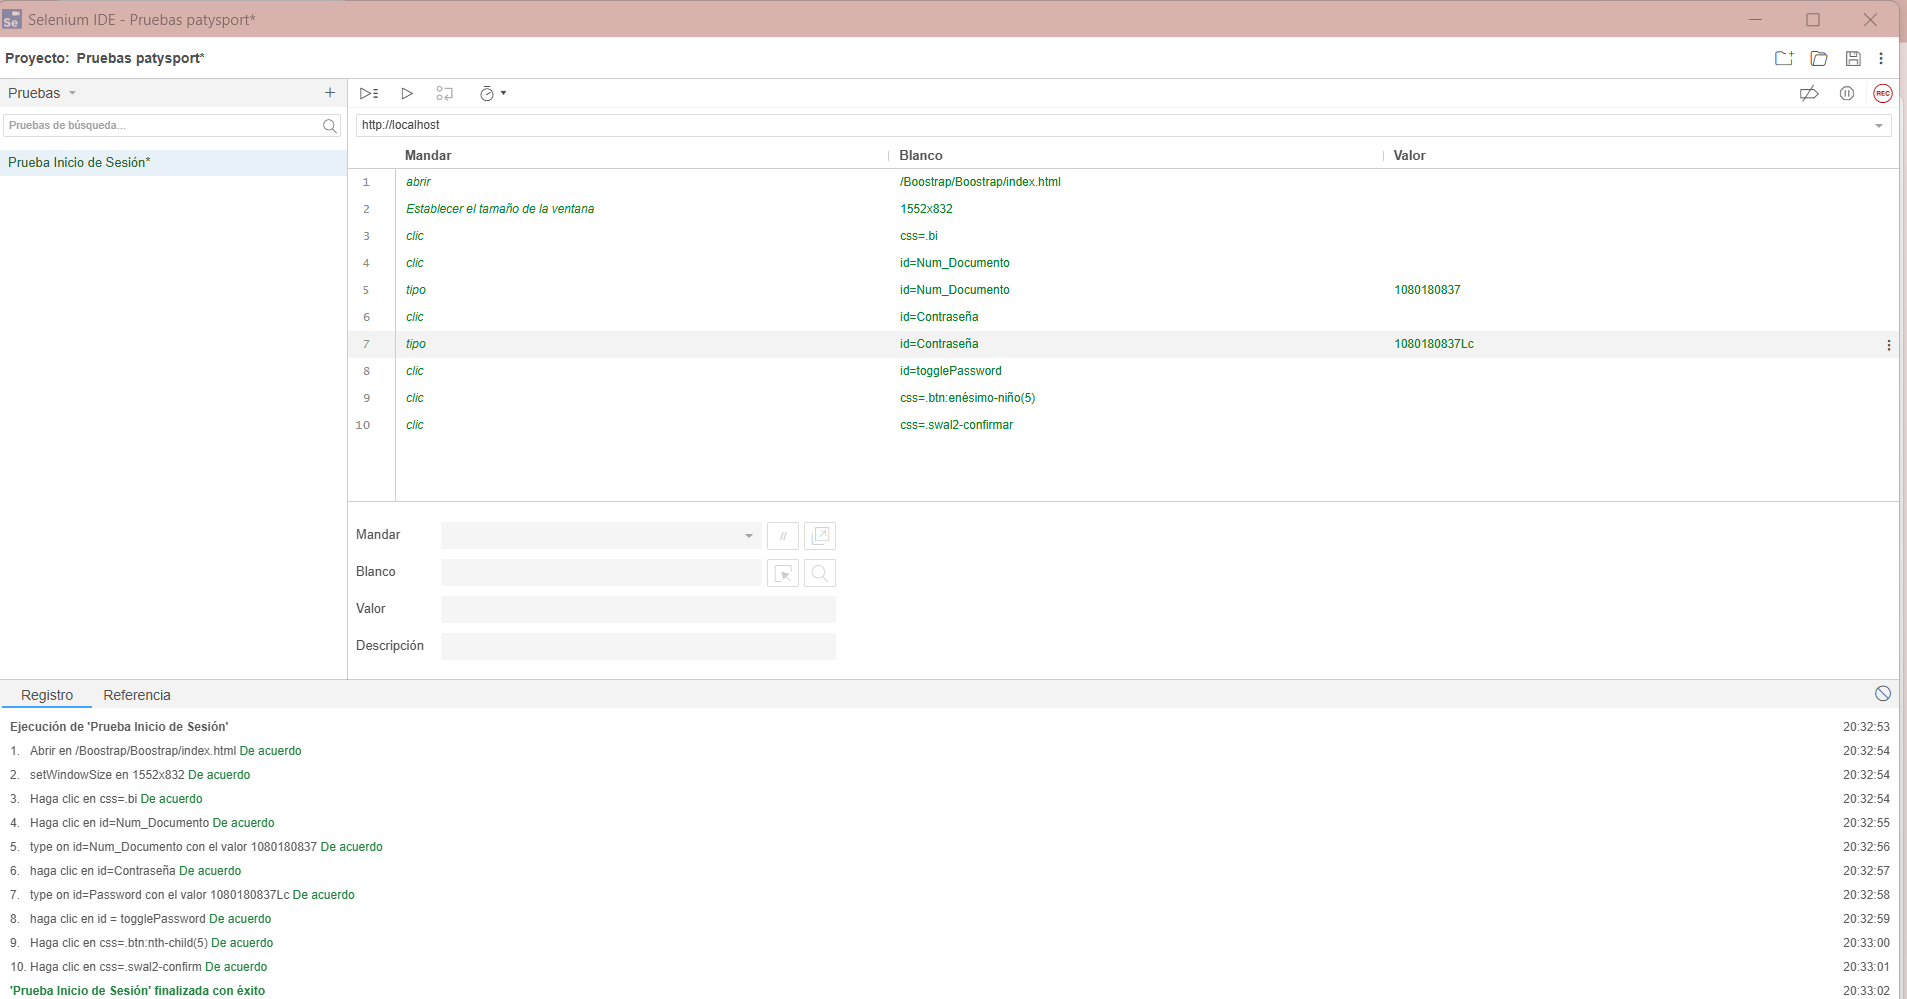 Selenium IDE - Pruebas patysport*
Proyecto: Pruebas patysport*
Pruebas
Pruebas de búsqueda...
Prueba Inicio de Sesión*
REC
http://localhost
Mandar Blanco Valor
1 abrir /Boostrap/Boostrap/index.html
2 Establecer el tamaño de la ventana 1552x832
3 clic css=.bi
4 clic id=Num_Documento
5 tipo id=Num_Documento 1080180837
6 clic id=Contraseña
7 tipo id=Contraseña 1080180837Lc
8 clic id=togglePassword
9 clic css=.btn:enésimo-niño(5)
10 clic css=.swal2-confirmar
Mandar //
Blanco
Valor
Descripción
Registro Referencia
Ejecución de 'Prueba Inicio de Sesión' 20:32:53
1. Abrir en /Boostrap/Boostrap/index.html De acuerdo 20:32:54
2. setWindowSize en 1552x832 De acuerdo 20:32:54
3. Haga clic en css=.bi De acuerdo 20:32:54
4. Haga clic en id=Num_Documento De acuerdo 20:32:55
5. type on id=Num_Documento con el valor 1080180837 De acuerdo 20:32:56
6. haga clic en id=Contraseña De acuerdo 20:32:57
7. type on id=Password con el valor 1080180837Lc De acuerdo 20:32:58
8. haga clic en id = togglePassword De acuerdo 20:32:59
9. Haga clic en css=.btn:nth-child(5) De acuerdo 20:33:00
10. Haga clic en css=.swal2-confirm De acuerdo 20:33:01
'Prueba Inicio de Sesión' finalizada con éxito 20:33:02